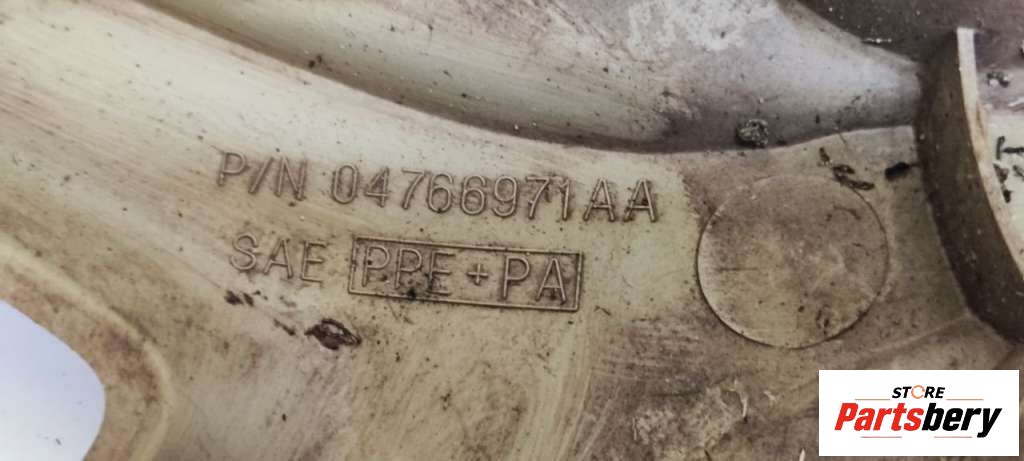 P/N 04766971AA
SAE PPE+PA
STORE
Partsbery